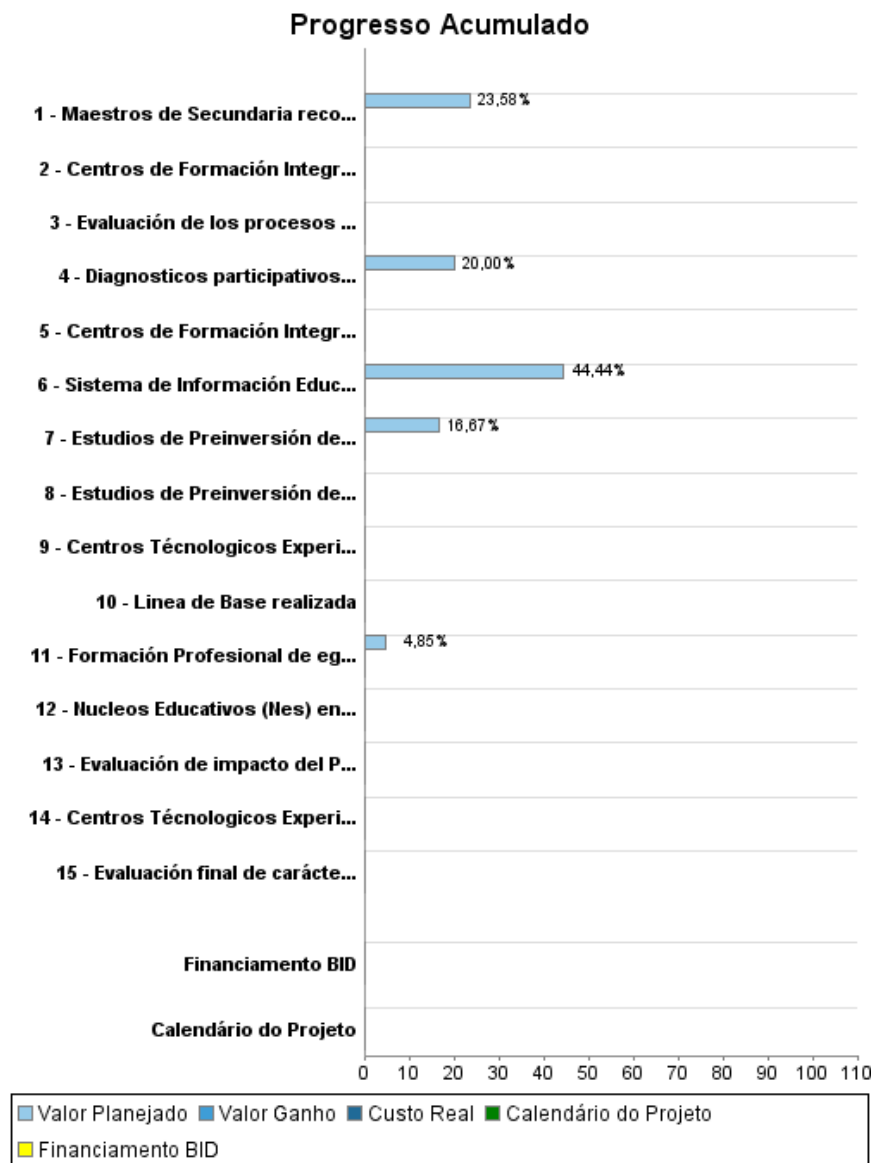 Progresso Acumulado
1 - Maestros de Secundaria reco... 23,58%
2 - Centros de Formación Integr...
3 - Evaluación de los procesos ...
4 - Diagnosticos participativos... 20,00%
5 - Centros de Formación Integr...
6 - Sistema de Información Educ... 44,44%
7 - Estudios de Preinversión de... 16,67%
8 - Estudios de Preinversión de...
9 - Centros Técnologicos Experi...
10 - Linea de Base realizada
11 - Formación Profesional de eg... 4,85%
12 - Nucleos Educativos (Nes) en...
13 - Evaluación de impacto del P...
14 - Centros Técnologicos Experi...
15 - Evaluación final de carácte...
Financiamento BID
Calendário do Projeto
0 10 20 30 40 50 60 70 80 90 100 110
Valor Planejado Valor Ganho Custo Real Calendário do Projeto
Financiamento BID